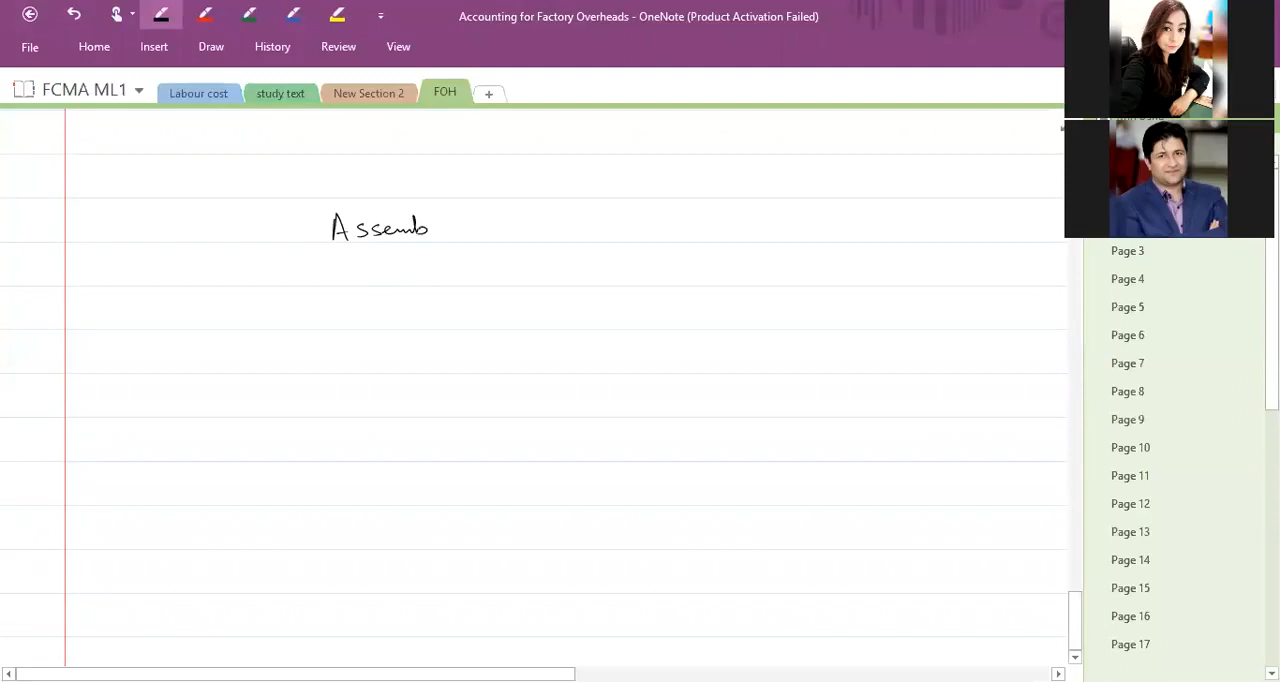 Accounting for Factory Overheads - OneNote (Product Activation Failed)
File Home Insert Draw History Review View
FCMA ML1 Labour cost study text New Section 2 FOH
Assemb
Page 3
Page 4
Page 5
Page 6
Page 7
Page 8
Page 9
Page 10
Page 11
Page 12
Page 13
Page 14
Page 15
Page 16
Page 17